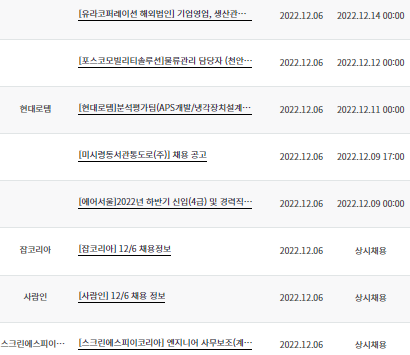 [유라코퍼레이션 해외법인] 기업영업, 생산관… 2022.12.06 2022.12.14 00:00
[포스코모빌리티솔루션]물류관리 담당자 (천안… 2022.12.06 2022.12.12 00:00
현대로템 [현대로템]분석평가팀(APS개발/냉각장치설계… 2022.12.06 2022.12.11 00:00
[미시령동서관통도로(주)] 채용 공고 2022.12.06 2022.12.09 17:00
[에어서울]2022년 하반기 신입(4급) 및 경력직… 2022.12.06 2022.12.09 00:00
잡코리아 [잡코리아] 12/6 채용정보 2022.12.06 상시채용
사람인 [사람인] 12/6 채용 정보 2022.12.06 상시채용
스크린에스피이… [스크린에스피이코리아] 엔지니어 사무보조(계… 2022.12.06 상시채용